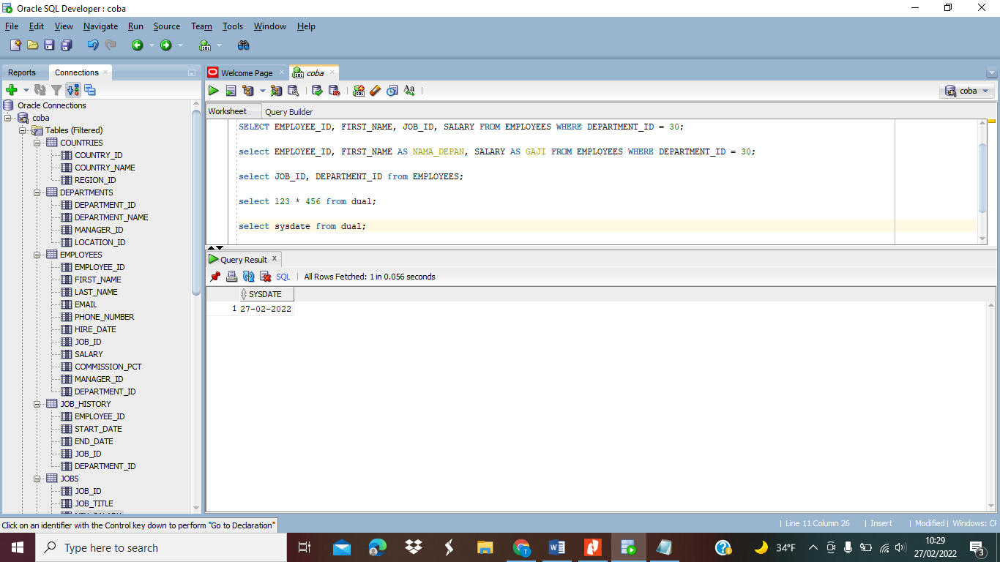 Oracle SQL Developer : coba
File Edit View Navigate Run Source Team Tools Window Help
Reports Connections
Oracle Connections
coba
Tables (Filtered)
COUNTRIES
COUNTRY_ID
COUNTRY_NAME
REGION_ID
DEPARTMENTS
DEPARTMENT_ID
DEPARTMENT_NAME
MANAGER_ID
LOCATION_ID
EMPLOYEES
EMPLOYEE_ID
FIRST_NAME
LAST_NAME
EMAIL
PHONE_NUMBER
HIRE_DATE
JOB_ID
SALARY
COMMISSION_PCT
MANAGER_ID
DEPARTMENT_ID
JOB_HISTORY
EMPLOYEE_ID
START_DATE
END_DATE
JOB_ID
DEPARTMENT_ID
JOBS
JOB_ID
JOB_TITLE
Welcome Page coba
coba
Worksheet Query Builder
SELECT EMPLOYEE_ID, FIRST_NAME, JOB_ID, SALARY FROM EMPLOYEES WHERE DEPARTMENT_ID = 30;
select EMPLOYEE_ID, FIRST_NAME AS NAMA_DEPAN, SALARY AS GAJI FROM EMPLOYEES WHERE DEPARTMENT_ID = 30;
select JOB_ID, DEPARTMENT_ID from EMPLOYEES;
select 123 * 456 from dual;
select sysdate from dual;
Query Result x
SQL | All Rows Fetched: 1 in 0.056 seconds
SYSDATE
1 27-02-2022
Click on an identifier with the Control key down to perform "Go to Declaration"
| Line 11 Column 26 | Insert | Modified | Windows: CF
Type here to search
34°F
10:29
27/02/2022
3